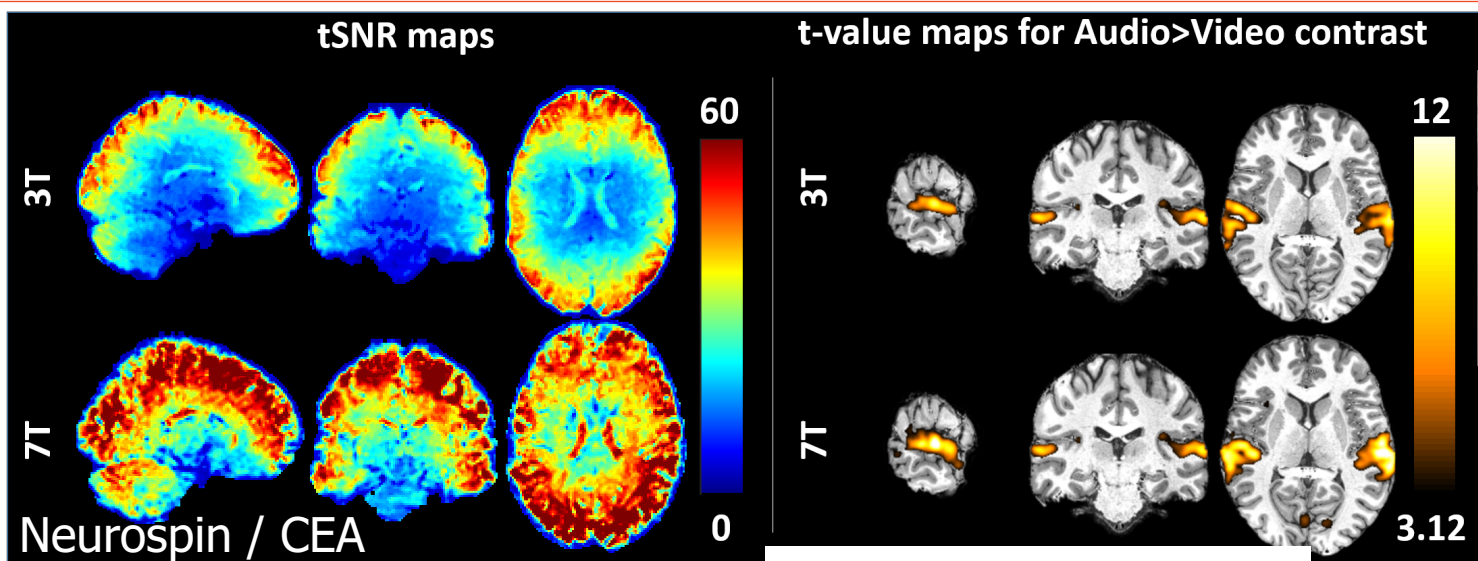 tSNR maps
t-value maps for Audio>Video contrast
60
12
3T
3T
7T
7T
0
3.12
Neurospin / CEA